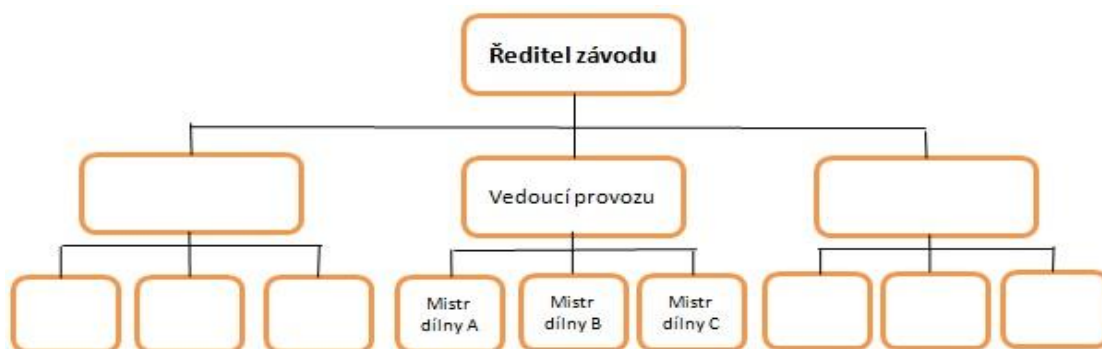 Ředitel závodu
Vedoucí provozu
Mistr
dílny A
Mistr
dílny B
Mistr
dílny C